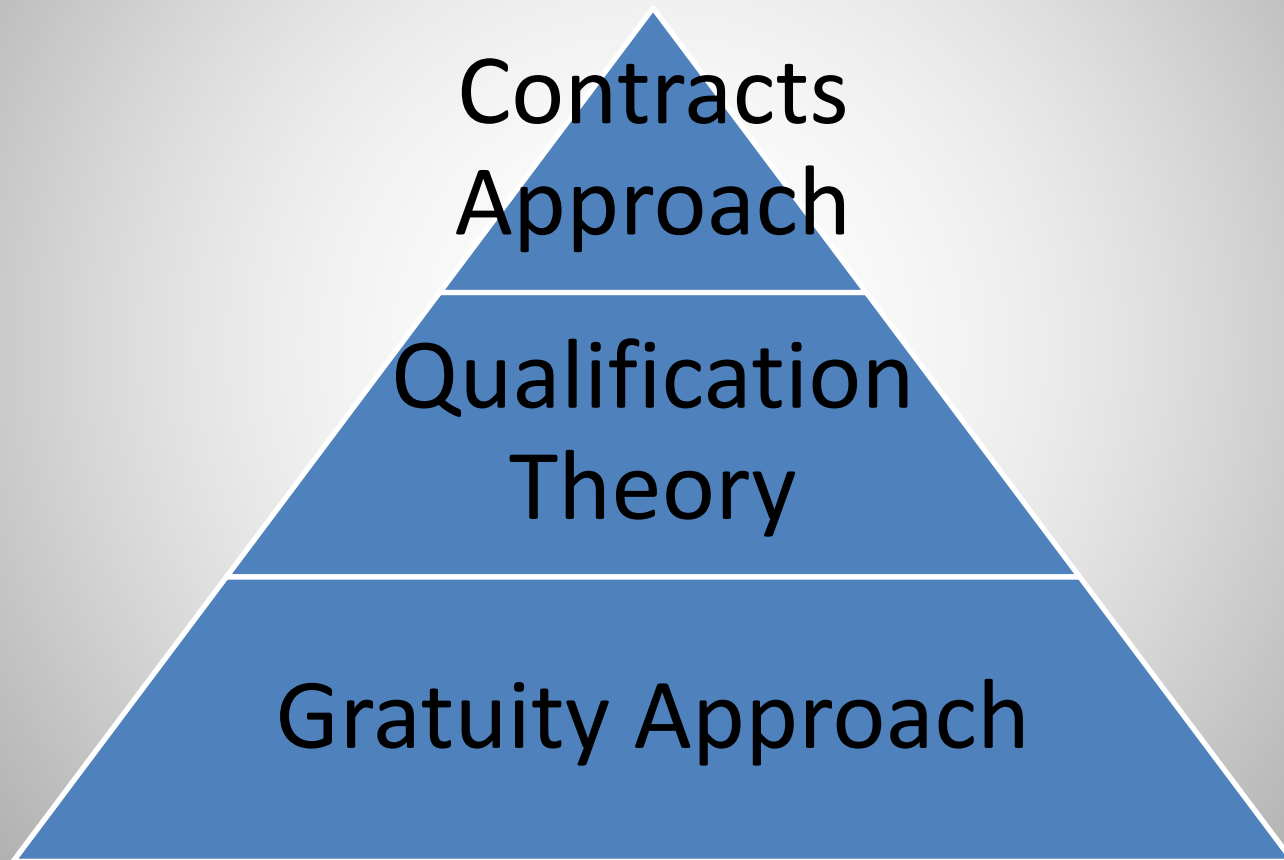 Contracts
Approach
Qualification
Theory
Gratuity Approach